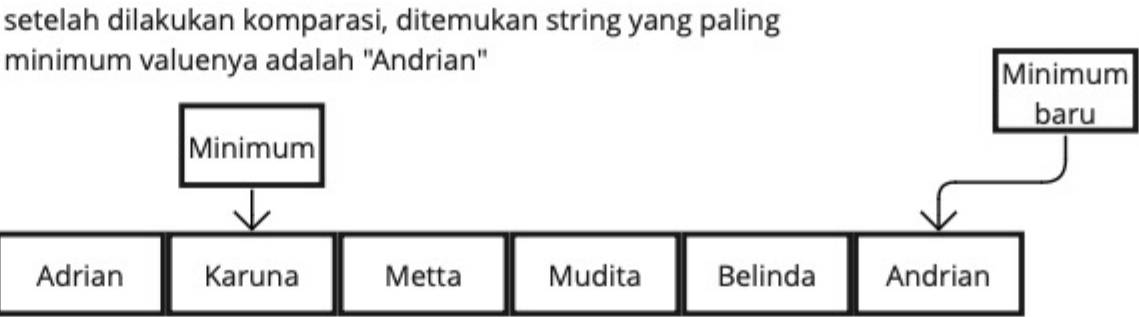 setelah dilakukan komparasi, ditemukan string yang paling
minimum valuenya adalah "Andrian"
Minimum
baru
Minimum
Adrian Karuna Metta Mudita Belinda Andrian